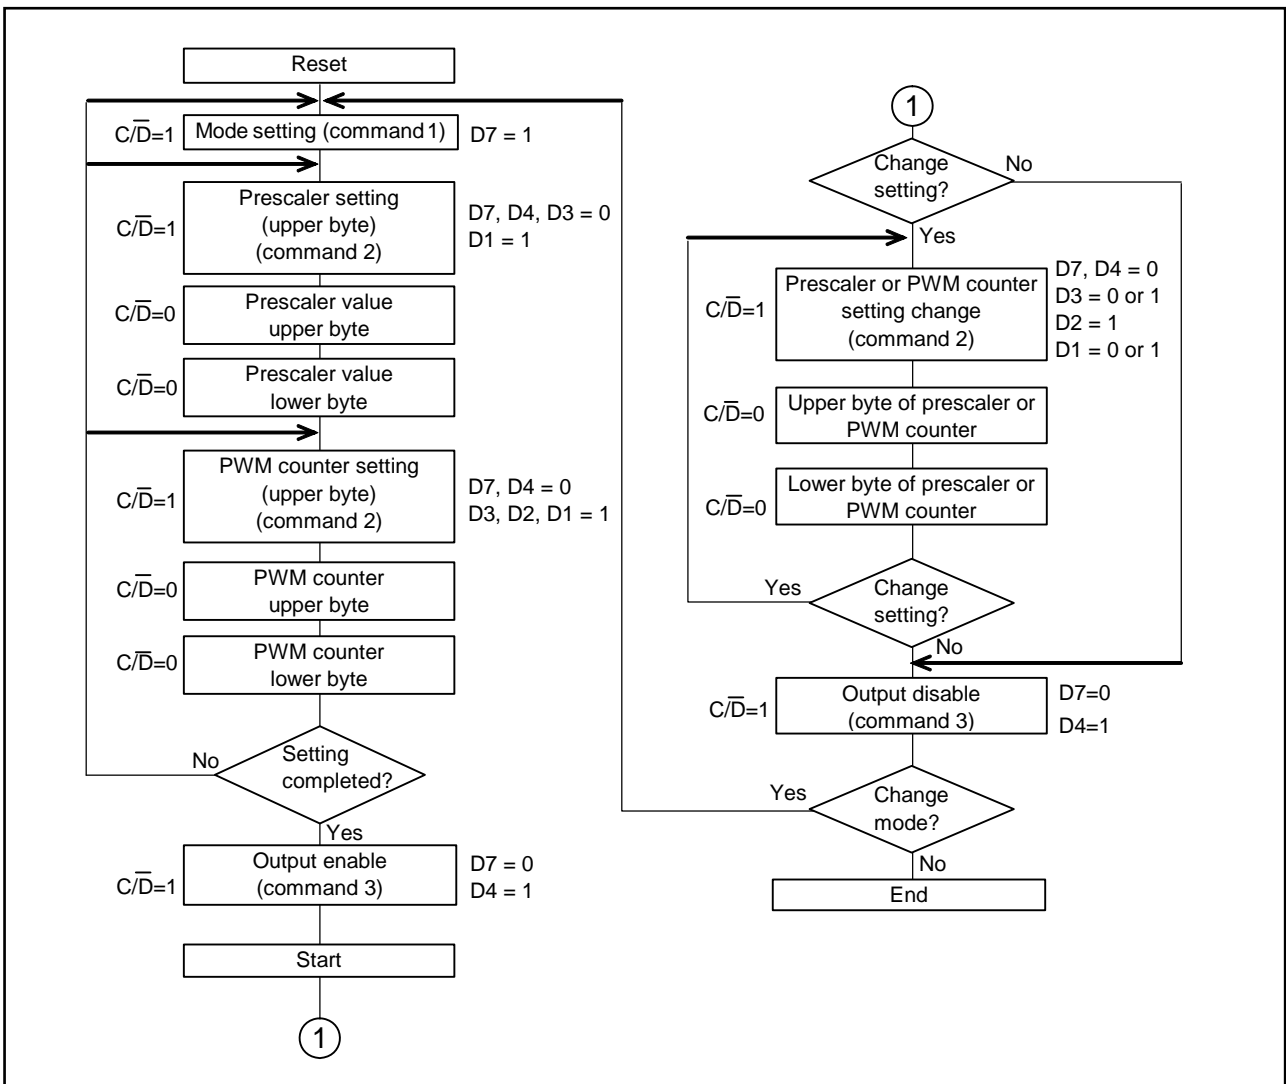 Reset
C/D̅=1
Mode setting (command 1)
D7 = 1
C/D̅=1
Prescaler setting
(upper byte)
(command 2)
D7, D4, D3 = 0
D1 = 1
C/D̅=0
Prescaler value
upper byte
C/D̅=0
Prescaler value
lower byte
C/D̅=1
PWM counter setting
(upper byte)
(command 2)
D7, D4 = 0
D3, D2, D1 = 1
C/D̅=0
PWM counter
upper byte
C/D̅=0
PWM counter
lower byte
No
Setting
completed?
Yes
C/D̅=1
Output enable
(command 3)
D7 = 0
D4 = 1
Start
1
1
Change
setting?
No
Yes
C/D̅=1
Prescaler or PWM counter
setting change
(command 2)
D7, D4 = 0
D3 = 0 or 1
D2 = 1
D1 = 0 or 1
C/D̅=0
Upper byte of prescaler or
PWM counter
C/D̅=0
Lower byte of prescaler or
PWM counter
Yes
Change
setting?
No
C/D̅=1
Output disable
(command 3)
D7=0
D4=1
Yes
Change
mode?
No
End